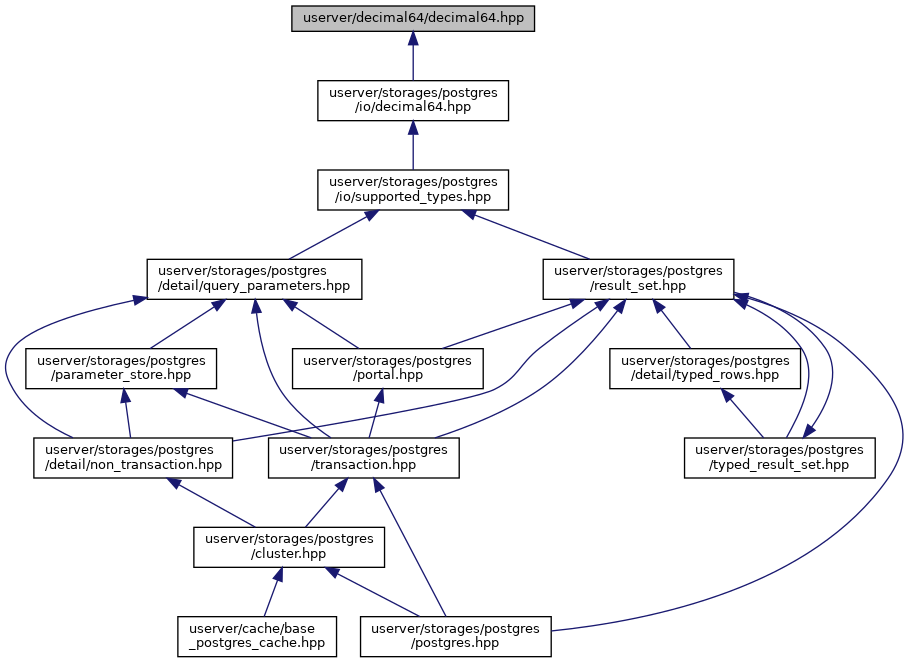 userver/decimal64/decimal64.hpp
userver/storages/postgres
/io/decimal64.hpp
userver/storages/postgres
/io/supported_types.hpp
userver/storages/postgres
/detail/query_parameters.hpp
userver/storages/postgres
/result_set.hpp
userver/storages/postgres
/parameter_store.hpp
userver/storages/postgres
/portal.hpp
userver/storages/postgres
/detail/typed_rows.hpp
userver/storages/postgres
/detail/non_transaction.hpp
userver/storages/postgres
/transaction.hpp
userver/storages/postgres
/typed_result_set.hpp
userver/storages/postgres
/cluster.hpp
userver/cache/base
_postgres_cache.hpp
userver/storages/postgres
/postgres.hpp